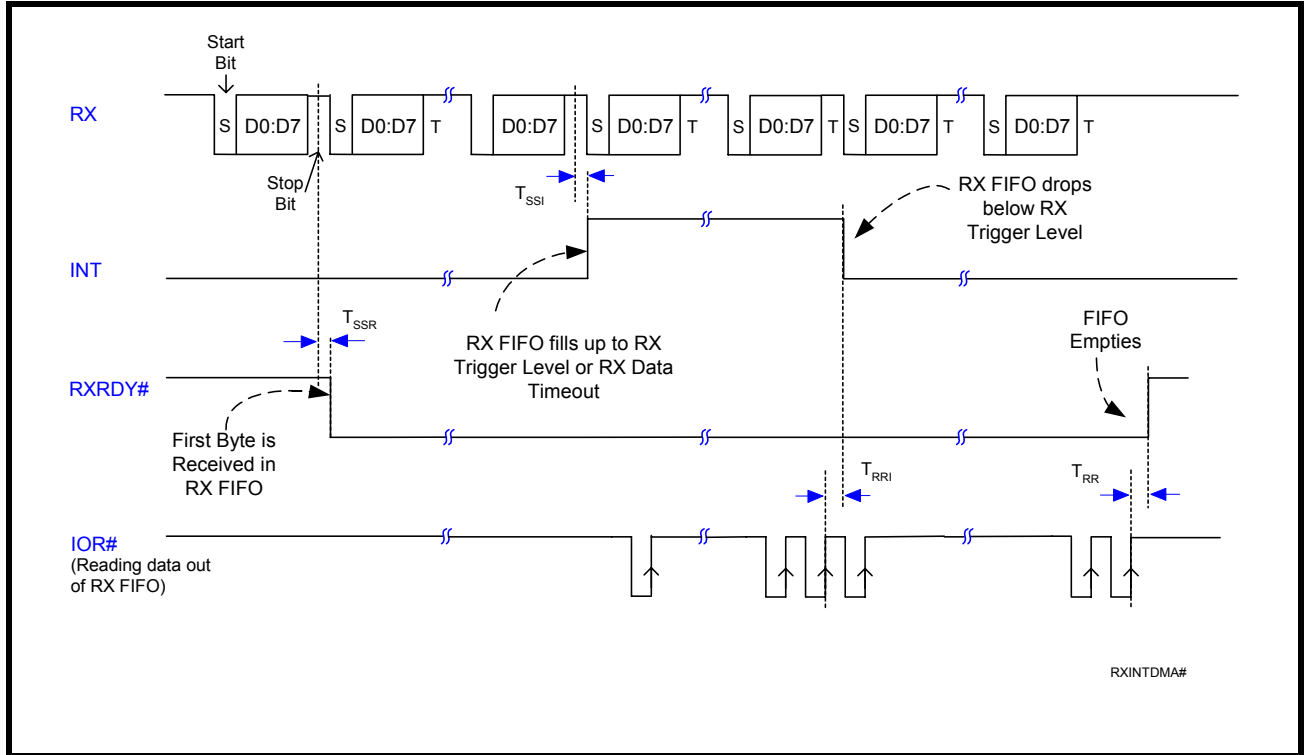 Start
Bit
RX
S
D0:D7
S
D0:D7
T
D0:D7
S
D0:D7
T
S
D0:D7
T
S
D0:D7
T
S
D0:D7
T
Stop
Bit
TSSI
RX FIFO drops
below RX
Trigger Level
INT
TSSR
RX FIFO fills up to RX
Trigger Level or RX Data
Timeout
FIFO
Empties
RXRDY#
First Byte is
Received in
RX FIFO
TRRI
TRR
IOR#
(Reading data out
of RX FIFO)
RXINTDMA#